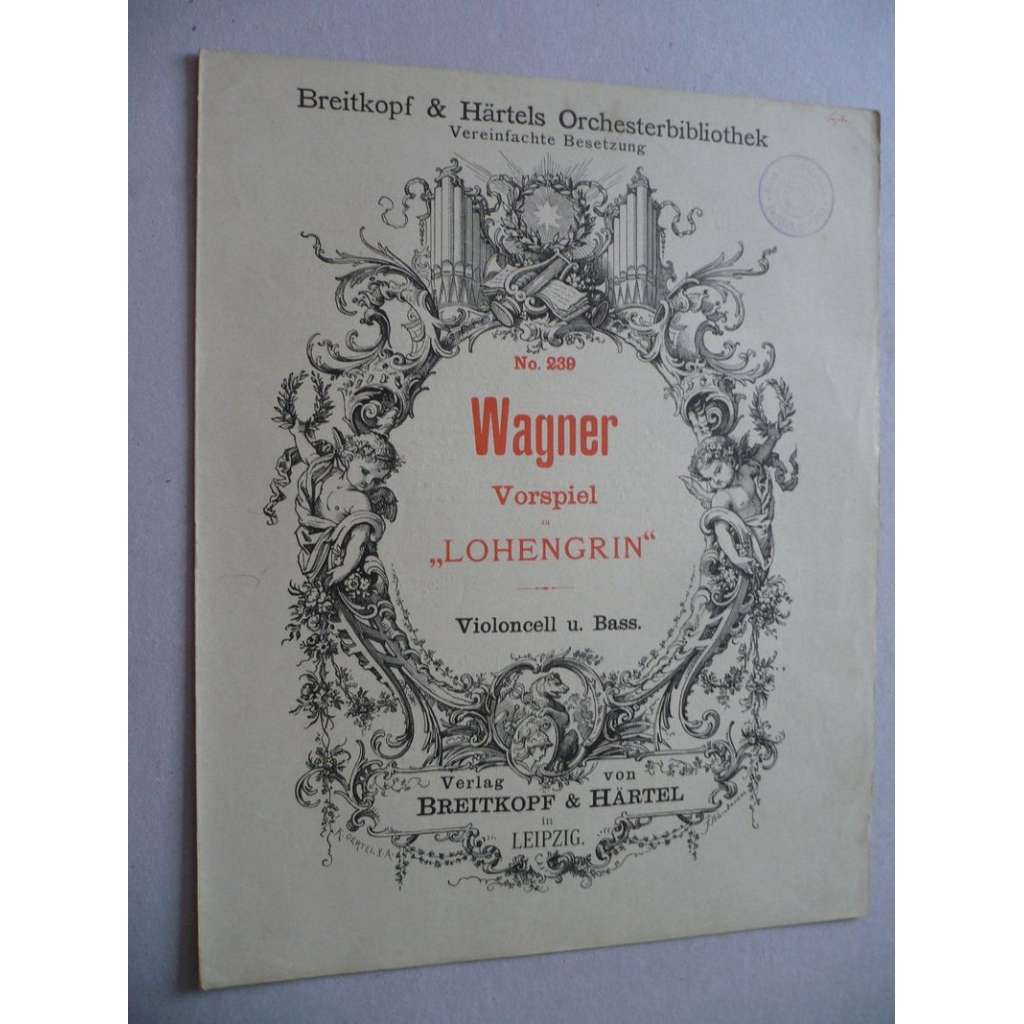 Breitkopf & Härtels Orchesterbibliothek
Vereinfachte Besetzung
No. 239
Wagner
Vorspiel
zu
„LOHENGRIN“
Violoncell u. Bass.
Verlag von
BREITKOPF & HÄRTEL
in
LEIPZIG.